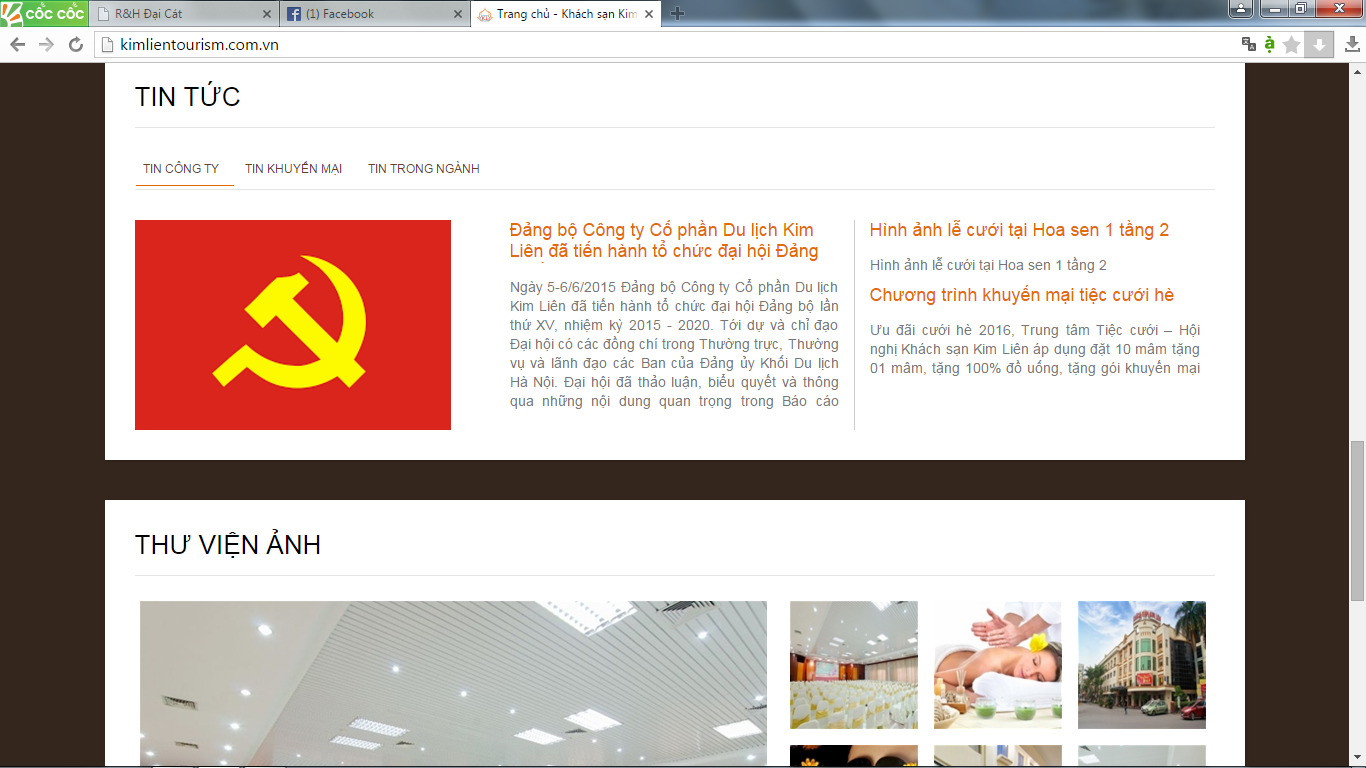 cốc cốc
R&H Đại Cát
(1) Facebook
Trang chủ - Khách sạn Kim
kimlientourism.com.vn
TIN TỨC
TIN CÔNG TY
TIN KHUYẾN MẠI
TIN TRONG NGÀNH
Đảng bộ Công ty Cổ phần Du lịch Kim
Liên đã tiến hành tổ chức đại hội Đảng
Ngày 5-6/6/2015 Đảng bộ Công ty Cổ phần Du lịch
Kim Liên đã tiến hành tổ chức đại hội Đảng bộ lần
thứ XV, nhiệm kỳ 2015 - 2020. Tới dự và chỉ đạo
Đại hội có các đồng chí trong Thường trực, Thường
vụ và lãnh đạo các Ban của Đảng ủy Khối Du lịch
Hà Nội. Đại hội đã thảo luận, biểu quyết và thông
qua những nội dung quan trọng trong Báo cáo
Hình ảnh lễ cưới tại Hoa sen 1 tầng 2
Hình ảnh lễ cưới tại Hoa sen 1 tầng 2
Chương trình khuyến mại tiệc cưới hè
Ưu đãi cưới hè 2016, Trung tâm Tiệc cưới – Hội
nghị Khách sạn Kim Liên áp dụng đặt 10 mâm tặng
01 mâm, tặng 100% đồ uống, tặng gói khuyến mại
THƯ VIỆN ẢNH